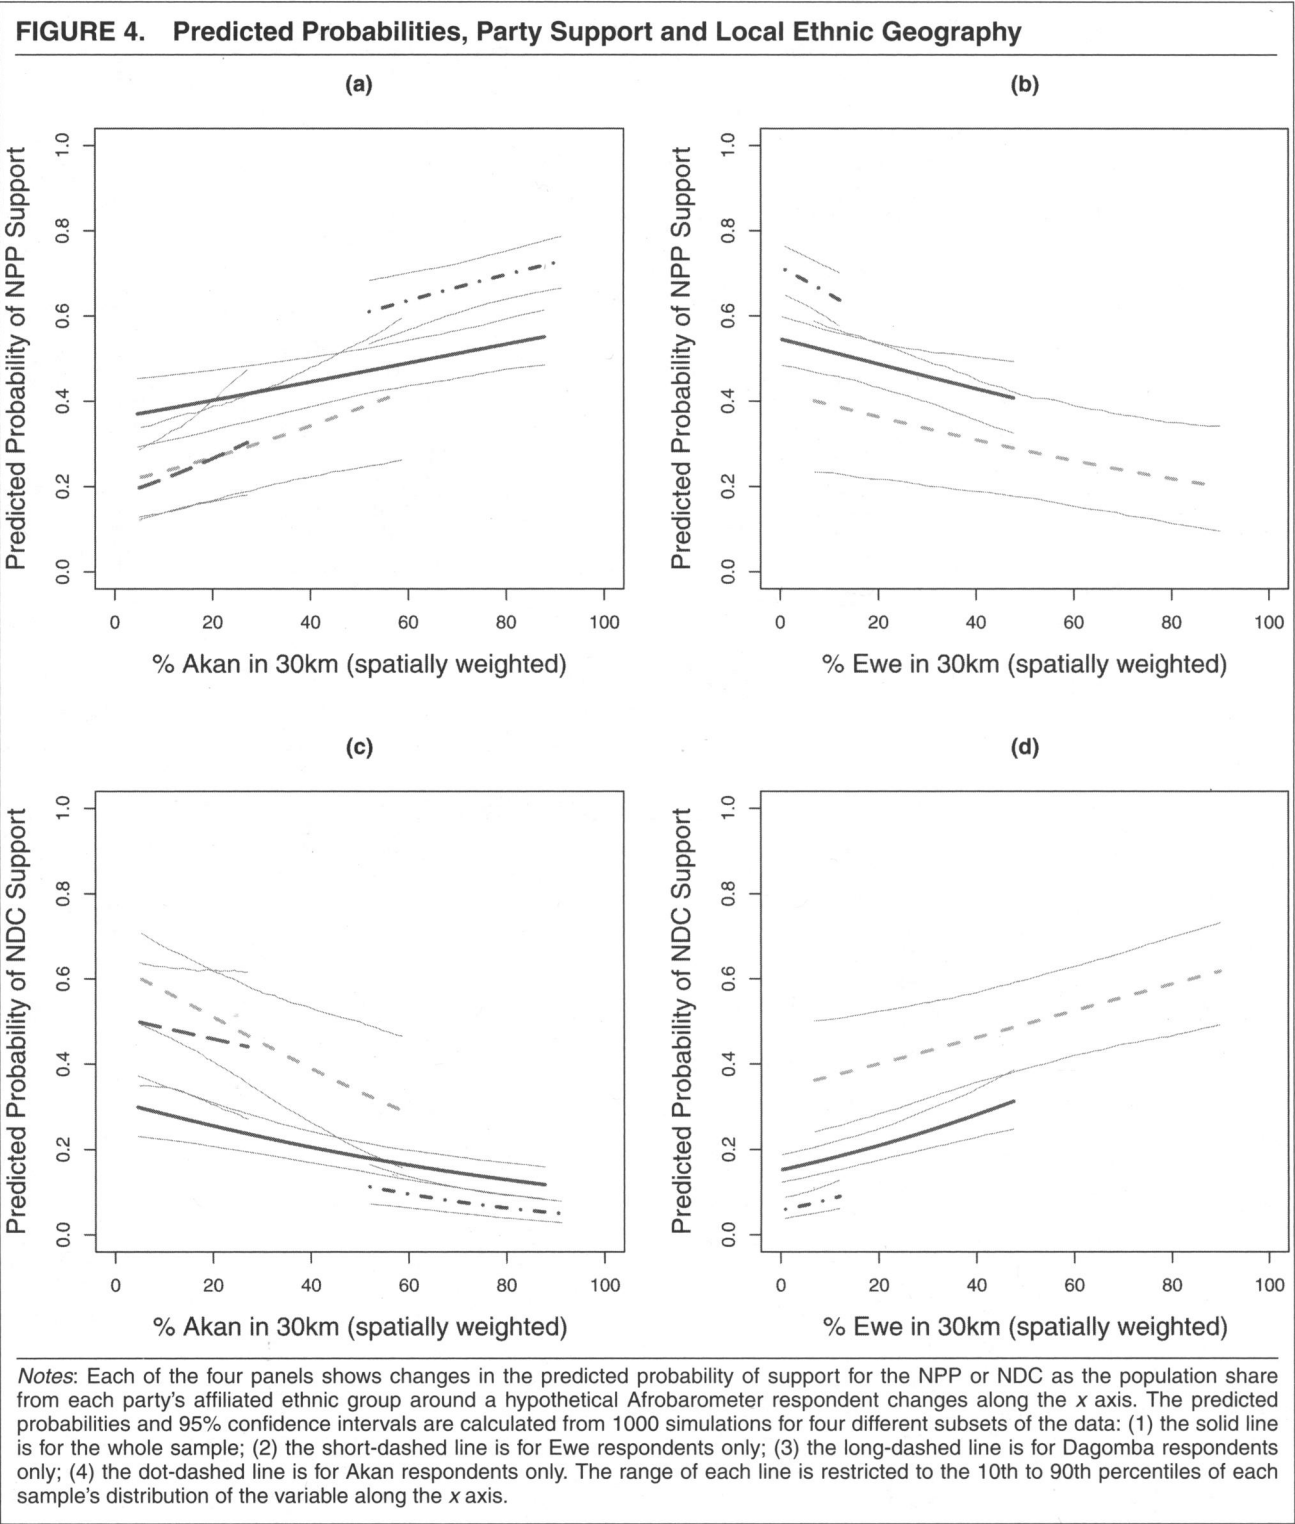 FIGURE 4. Predicted Probabilities, Party Support and Local Ethnic Geography
(a)
Predicted Probability of NPP Support
1.0
0.8
0.6
0.4
0.2
0.0
0 20 40 60 80 100
% Akan in 30km (spatially weighted)
(b)
Predicted Probability of NPP Support
1.0
0.8
0.6
0.4
0.2
0.0
0 20 40 60 80 100
% Ewe in 30km (spatially weighted)
(c)
Predicted Probability of NDC Support
1.0
0.8
0.6
0.4
0.2
0.0
0 20 40 60 80 100
% Akan in 30km (spatially weighted)
(d)
Predicted Probability of NDC Support
1.0
0.8
0.6
0.4
0.2
0.0
0 20 40 60 80 100
% Ewe in 30km (spatially weighted)
Notes: Each of the four panels shows changes in the predicted probability of support for the NPP or NDC as the population share
from each party's affiliated ethnic group around a hypothetical Afrobarometer respondent changes along the x axis. The predicted
probabilities and 95% confidence intervals are calculated from 1000 simulations for four different subsets of the data: (1) the solid line
is for the whole sample; (2) the short-dashed line is for Ewe respondents only; (3) the long-dashed line is for Dagomba respondents
only; (4) the dot-dashed line is for Akan respondents only. The range of each line is restricted to the 10th to 90th percentiles of each
sample's distribution of the variable along the x axis.